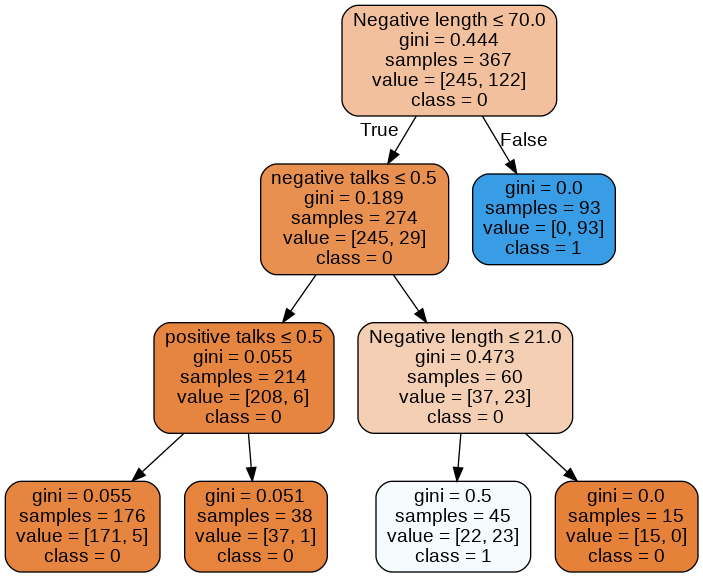 Negative length ≤ 70.0
gini = 0.444
samples = 367
value = [245, 122]
class = 0
True
False
negative talks ≤ 0.5
gini = 0.189
samples = 274
value = [245, 29]
class = 0
gini = 0.0
samples = 93
value = [0, 93]
class = 1
positive talks ≤ 0.5
gini = 0.055
samples = 214
value = [208, 6]
class = 0
Negative length ≤ 21.0
gini = 0.473
samples = 60
value = [37, 23]
class = 0
gini = 0.055
samples = 176
value = [171, 5]
class = 0
gini = 0.051
samples = 38
value = [37, 1]
class = 0
gini = 0.5
samples = 45
value = [22, 23]
class = 1
gini = 0.0
samples = 15
value = [15, 0]
class = 0